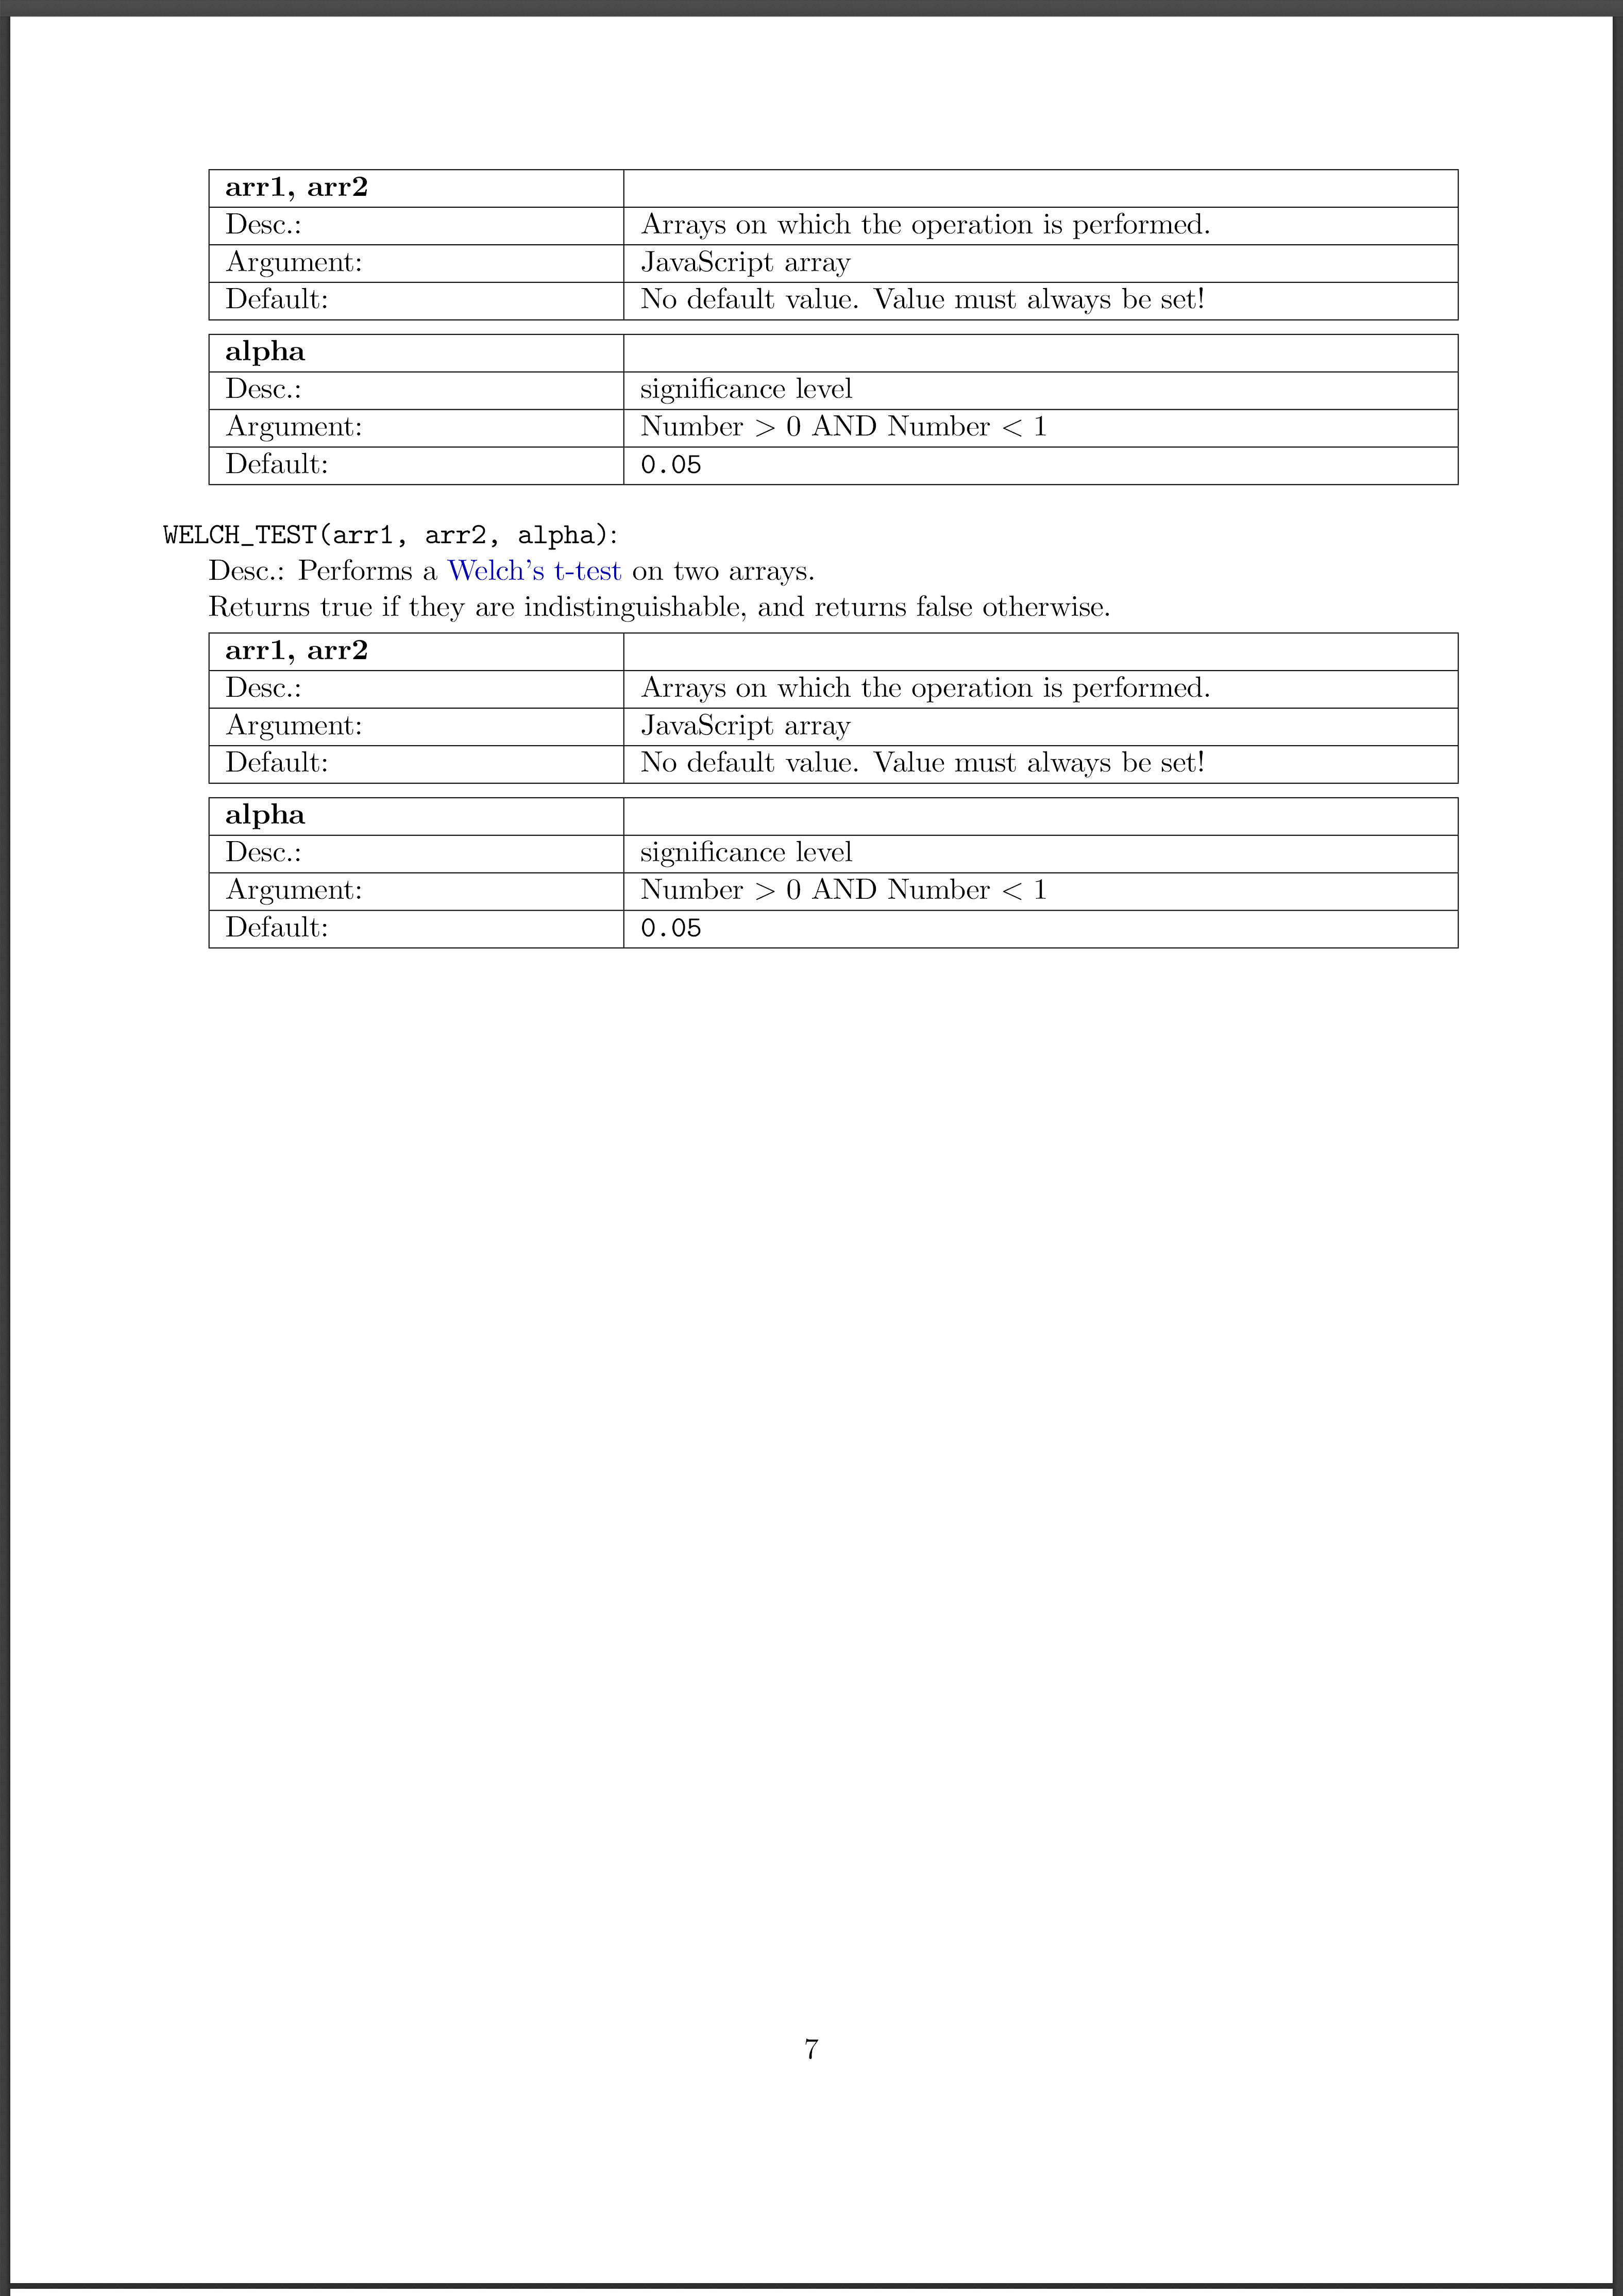 arr1, arr2
Desc.: Arrays on which the operation is performed.
Argument: JavaScript array
Default: No default value. Value must always be set!
alpha
Desc.: significance level
Argument: Number > 0 AND Number < 1
Default: 0.05
WELCH_TEST(arr1, arr2, alpha):
Desc.: Performs a Welch's t-test on two arrays.
Returns true if they are indistinguishable, and returns false otherwise.
arr1, arr2
Desc.: Arrays on which the operation is performed.
Argument: JavaScript array
Default: No default value. Value must always be set!
alpha
Desc.: significance level
Argument: Number > 0 AND Number < 1
Default: 0.05
7